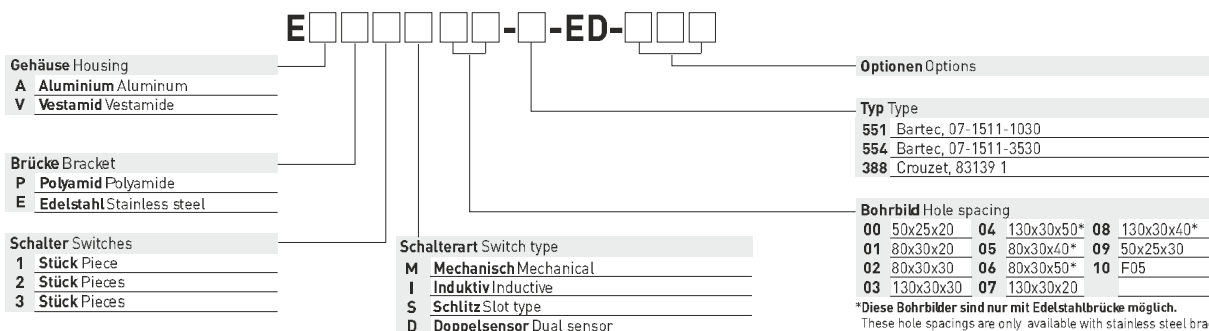 E - -ED-
Gehäuse Housing
A Aluminium Aluminum
V Vestamid Vestamide
Brücke Bracket
P Polyamid Polyamide
E Edelstahl Stainless steel
Schalter Switches
1 Stück Piece
2 Stück Pieces
3 Stück Pieces
Schalterart Switch type
M Mechanisch Mechanical
I Induktiv Inductive
S Schlitz Slot type
D Doppelsensor Dual sensor
Optionen Options
Typ Type
551 Bartec, 07-1511-1030
554 Bartec, 07-1511-3530
388 Crouzet, 83139 1
Bohrbild Hole spacing
00 50x25x20 04 130x30x50* 08 130x30x40*
01 80x30x20 05 80x30x40* 09 50x25x30
02 80x30x30 06 80x30x50* 10 F05
03 130x30x30 07 130x30x20
*Diese Bohrbilder sind nur mit Edelstahlbrücke möglich.
These hole spacings are only available with stainless steel bra